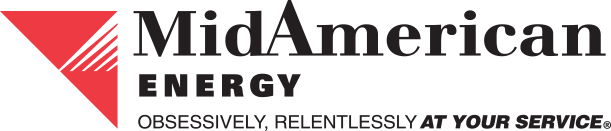 MidAmerican
ENERGY
OBSESSIVELY, RELENTLESSLY AT YOUR SERVICE®